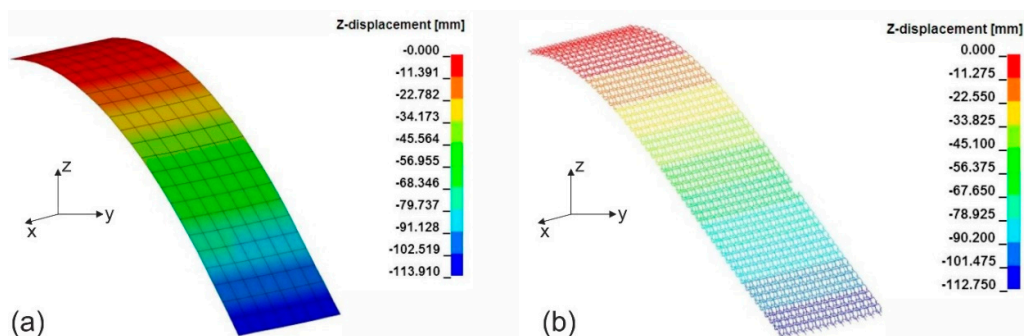 Z-displacement [mm]
-0.000
-11.391
-22.782
-34.173
-45.564
-56.955
-68.346
-79.737
-91.128
-102.519
-113.910
z
y
x
(a)
Z-displacement [mm]
0.000
-11.275
-22.550
-33.825
-45.100
-56.375
-67.650
-78.925
-90.200
-101.475
-112.750
z
y
x
(b)